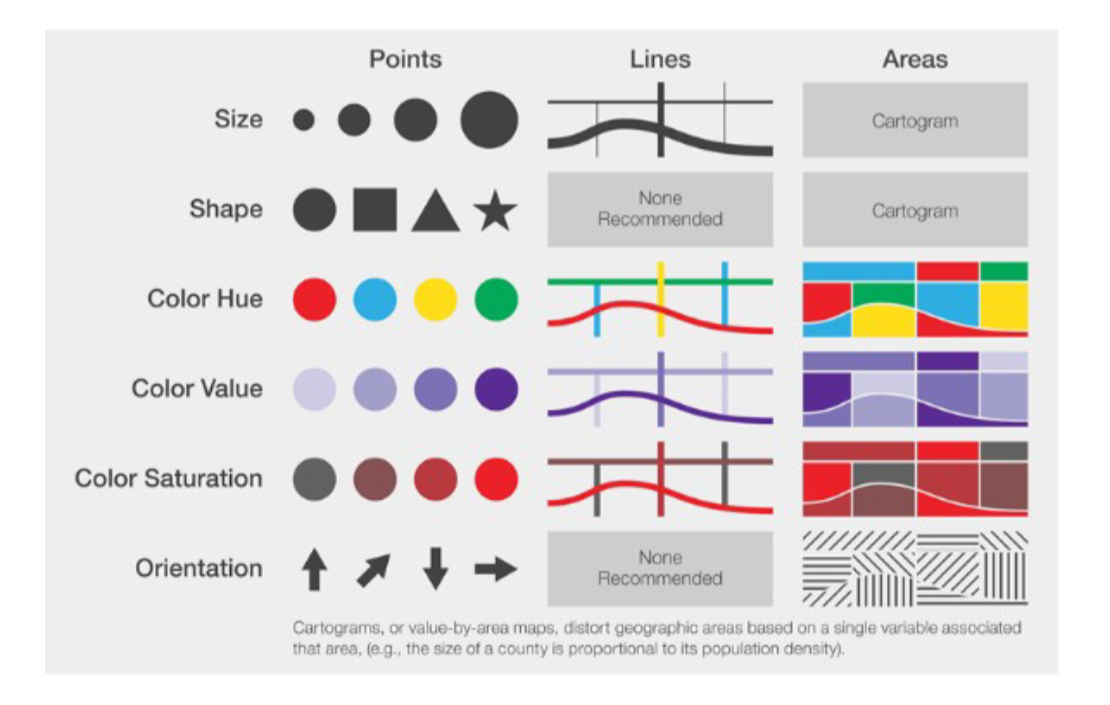 Points Lines Areas
Size
Cartogram
Shape
None
Recommended
Cartogram
Color Hue
Color Value
Color Saturation
Orientation
None
Recommended
Cartograms, or value-by-area maps, distort geographic areas based on a single variable associated
that area, (e.g., the size of a county is proportional to its population density).